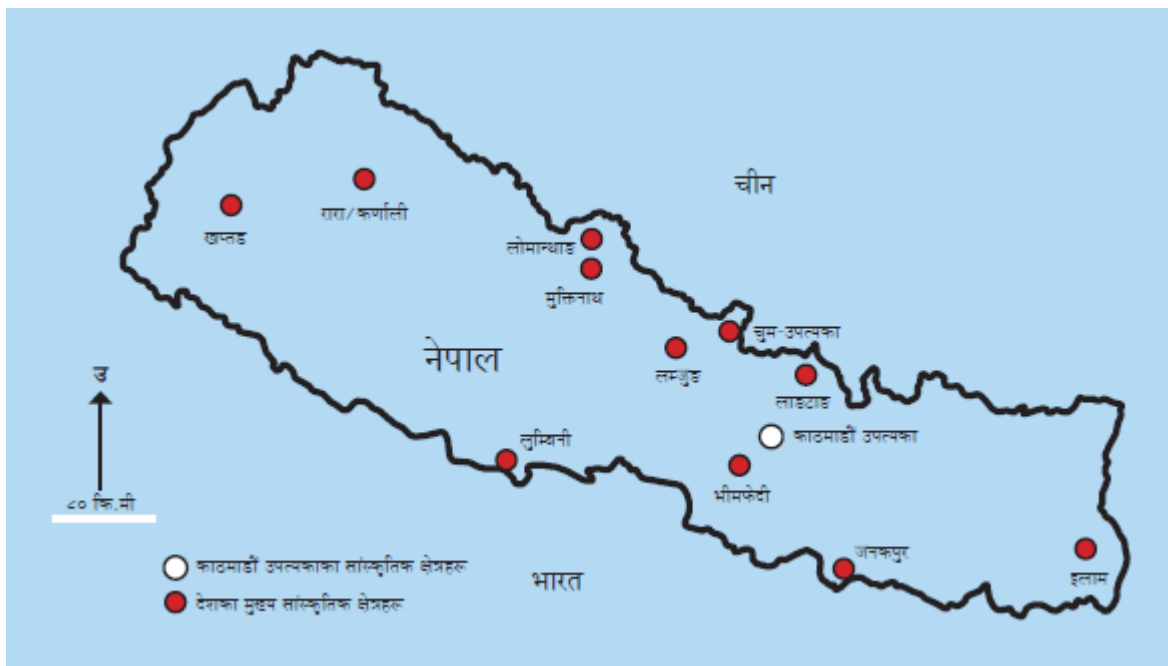 चीन
रारा/कर्णाली
खप्तड
लोमान्थाङ
मुक्तिनाथ
चुम-उपत्यका
नेपाल
लम्जुङ
लाङटाङ
उ
काठमाडौं उपत्यका
लुम्बिनी
भीमफेदी
८० कि.मी
जनकपुर
इलाम
काठमाडौं उपत्यकाका सांस्कृतिक क्षेत्रहरू
भारत
देशका मुख्य सांस्कृतिक क्षेत्रहरू